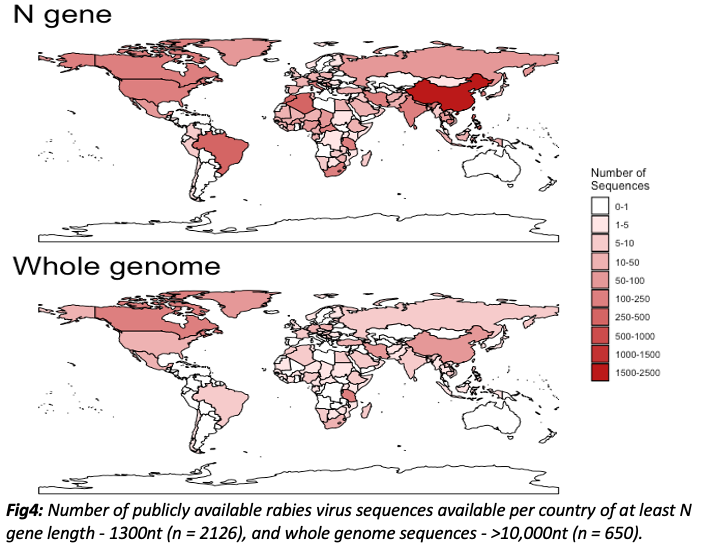 N gene
Number of
Sequences
0-1
1-5
5-10
10-50
50-100
100-250
250-500
500-1000
1000-1500
1500-2500
Whole genome
Fig4: Number of publicly available rabies virus sequences available per country of at least N
gene length - 1300nt (n = 2126), and whole genome sequences - >10,000nt (n = 650).